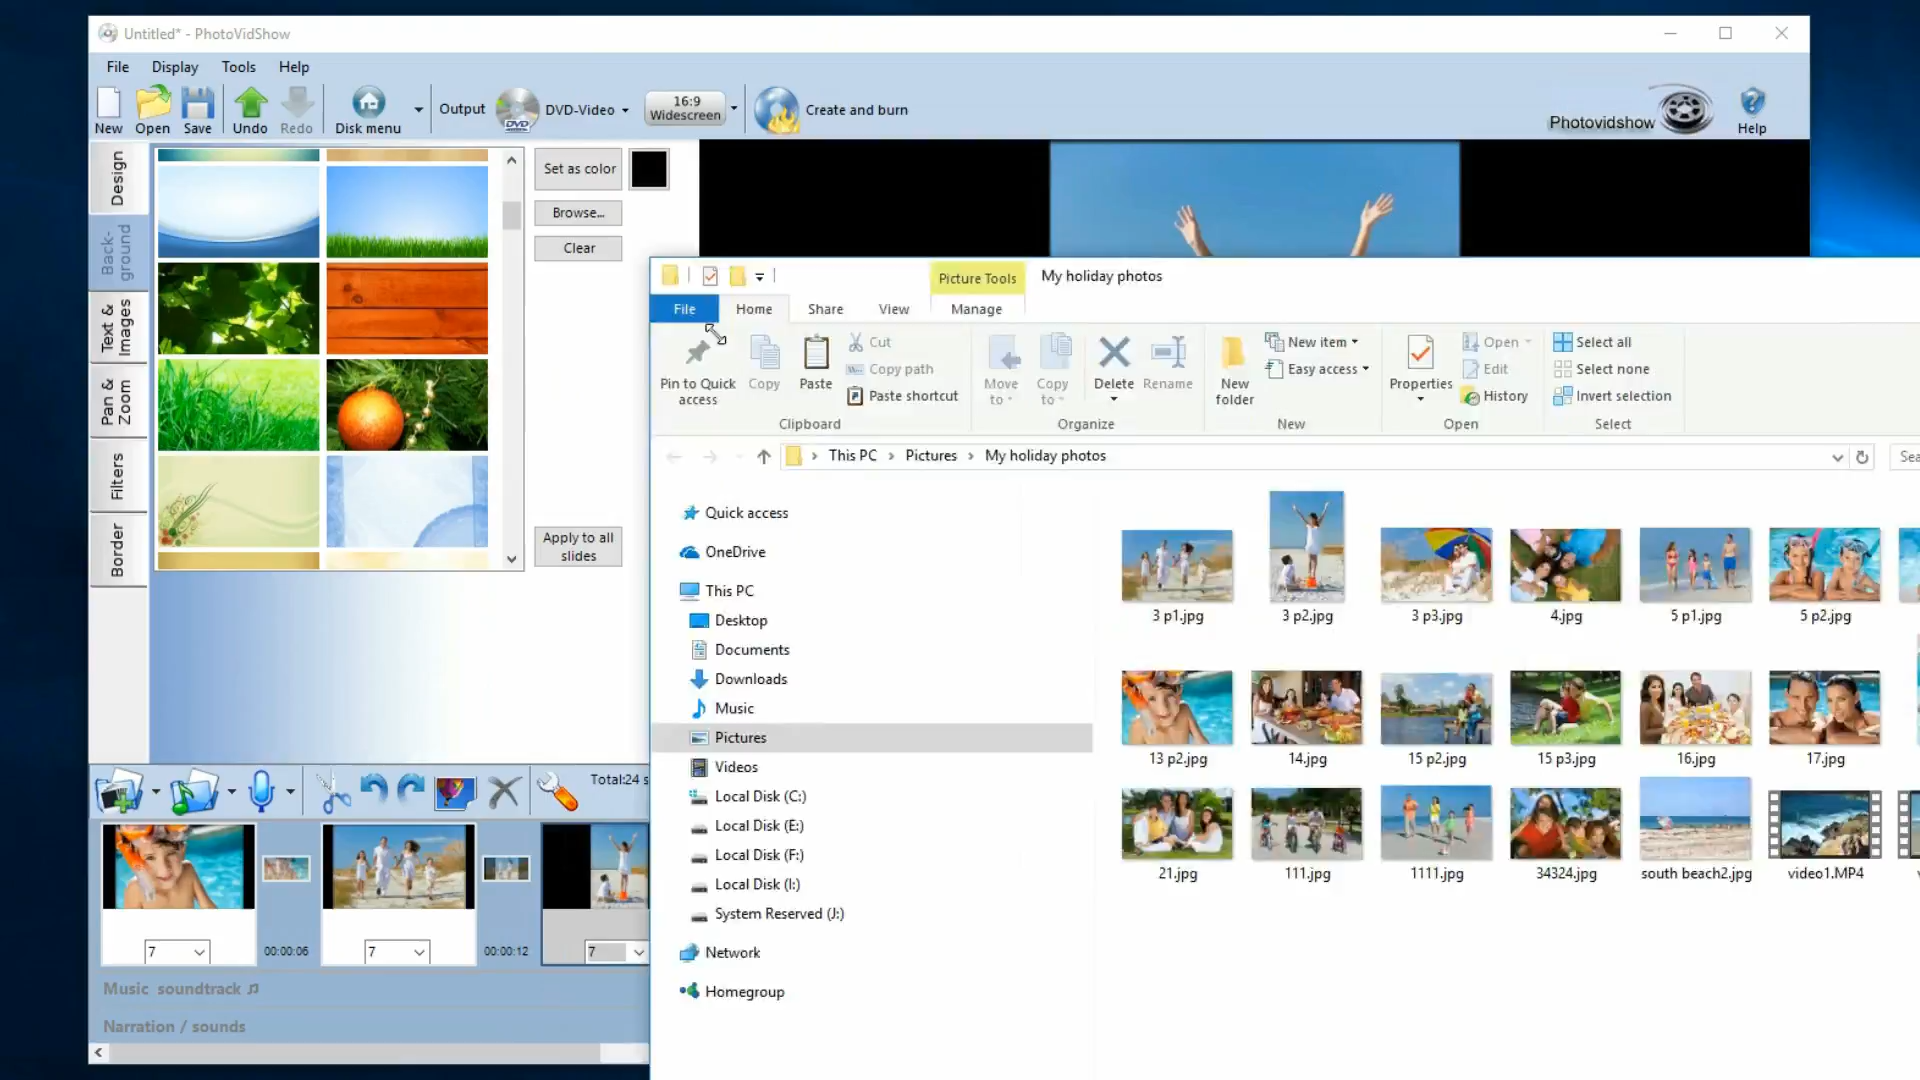 Untitled* - PhotoVidShow
File Display Tools Help
New Open Save Undo Redo Disk menu Output DVD DVD-Video 16:9 Widescreen Create and burn Photovidshow Help
Design
Back-ground
Text & Images
Pan & Zoom
Filters
Border
Set as color
Browse...
Clear
Apply to all
slides
Picture Tools My holiday photos
File Home Share View Manage
Pin to Quick access
Copy
Paste
Cut
Copy path
Paste shortcut
Clipboard
Move to
Copy to
Delete
Rename
Organize
New folder
New item
Easy access
New
Properties
Open
Edit
History
Open
Select all
Select none
Invert selection
Select
This PC › Pictures › My holiday photos
Quick access
OneDrive
This PC
Desktop
Documents
Downloads
Music
Pictures
Videos
Local Disk (C:)
Local Disk (E:)
Local Disk (F:)
Local Disk (I:)
System Reserved (J:)
Network
Homegroup
3 p1.jpg 3 p2.jpg 3 p3.jpg 4.jpg 5 p1.jpg 5 p2.jpg
13 p2.jpg 14.jpg 15 p2.jpg 15 p3.jpg 16.jpg 17.jpg
21.jpg 111.jpg 1111.jpg 34324.jpg south beach2.jpg video1.MP4
Total:24 s
7 00:00:06 7 00:00:12 7
Music soundtrack
Narration / sounds